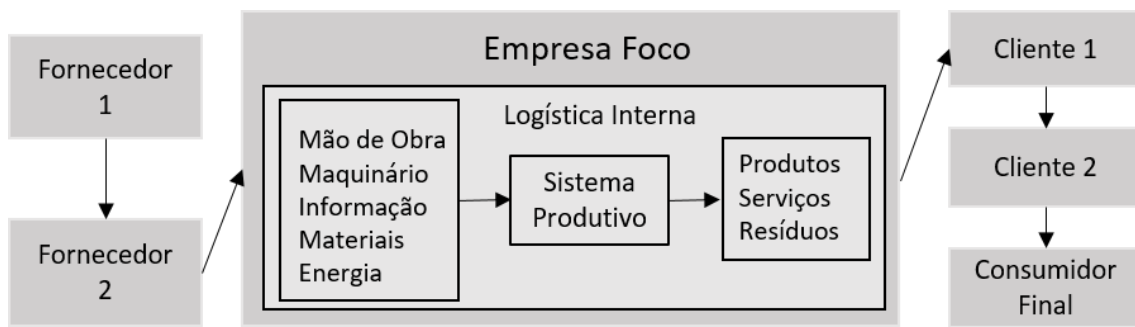 Fornecedor
1
Fornecedor
2
Empresa Foco
Logística Interna
Mão de Obra
Maquinário
Informação
Materiais
Energia
Sistema
Produtivo
Produtos
Serviços
Resíduos
Cliente 1
Cliente 2
Consumidor
Final